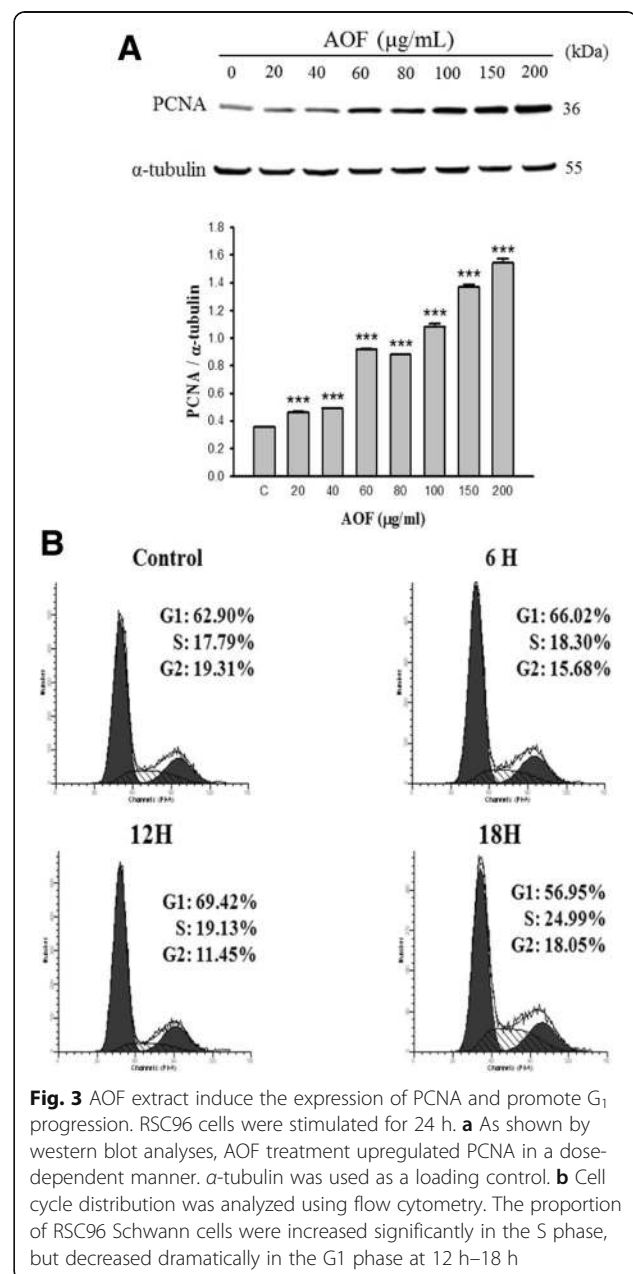 A
AOF (µg/mL)
(kDa)
0 20 40 60 80 100 150 200
PCNA
36
α-tubulin
55
PCNA / α-tubulin
1.8
1.6
1.4
1.2
1.0
0.8
0.6
0.4
0.2
0.0
*** *** *** *** *** *** ***
C 20 40 60 80 100 150 200
AOF (µg/ml)
B
Control
G1: 62.90%
S: 17.79%
G2: 19.31%
Number
Channels
6 H
G1: 66.02%
S: 18.30%
G2: 15.68%
Number
Channels
12H
G1: 69.42%
S: 19.13%
G2: 11.45%
Number
Channels
18H
G1: 56.95%
S: 24.99%
G2: 18.05%
Number
Channels
Fig. 3 AOF extract induce the expression of PCNA and promote G₁
progression. RSC96 cells were stimulated for 24 h. a As shown by
western blot analyses, AOF treatment upregulated PCNA in a dose-
dependent manner. α-tubulin was used as a loading control. b Cell
cycle distribution was analyzed using flow cytometry. The proportion
of RSC96 Schwann cells were increased significantly in the S phase,
but decreased dramatically in the G1 phase at 12 h–18 h